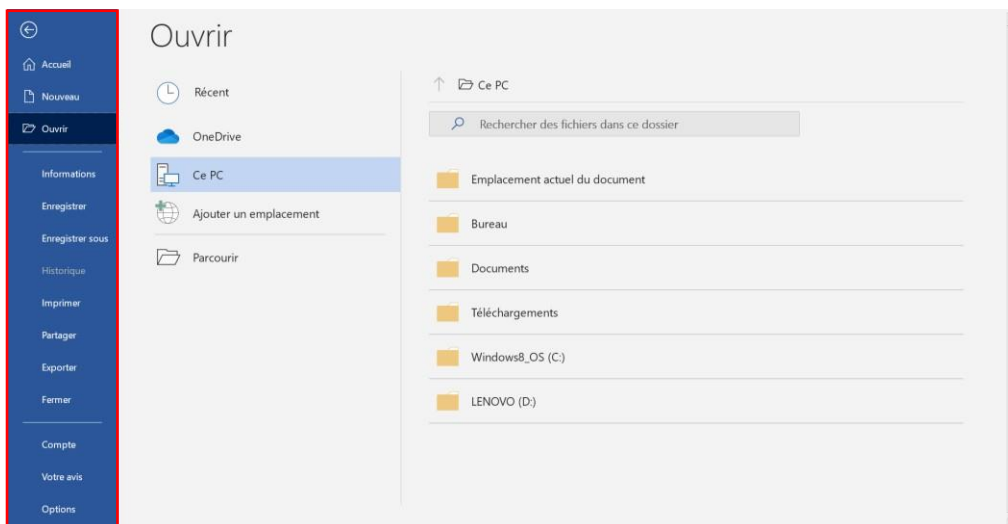 Accueil
Nouveau
Ouvrir
Informations
Enregistrer
Enregistrer sous
Historique
Imprimer
Partager
Exporter
Fermer
Compte
Votre avis
Options
Ouvrir
Récent
OneDrive
Ce PC
Ajouter un emplacement
Parcourir
Ce PC
Rechercher des fichiers dans ce dossier
Emplacement actuel du document
Bureau
Documents
Téléchargements
Windows8_OS (C:)
LENOVO (D:)